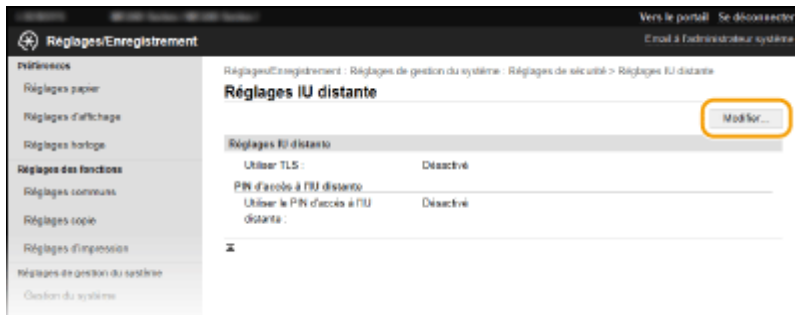 Vers le portail Se déconnecter
Réglages/Enregistrement
Email à l'administrateur système
Préférences
Réglages papier
Réglages d'affichage
Réglages horloge
Réglages des fonctions
Réglages communs
Réglages copie
Réglages d'impression
Réglages de gestion du système
Gestion du système
Réglages/Enregistrement : Réglages de gestion du système : Réglages de sécurité > Réglages IU distante
Réglages IU distante
Modifier...
Réglages IU distante
Utiliser TLS : Désactivé
PIN d'accès à l'IU distante
Utiliser le PIN d'accès à l'IU Désactivé
distante :